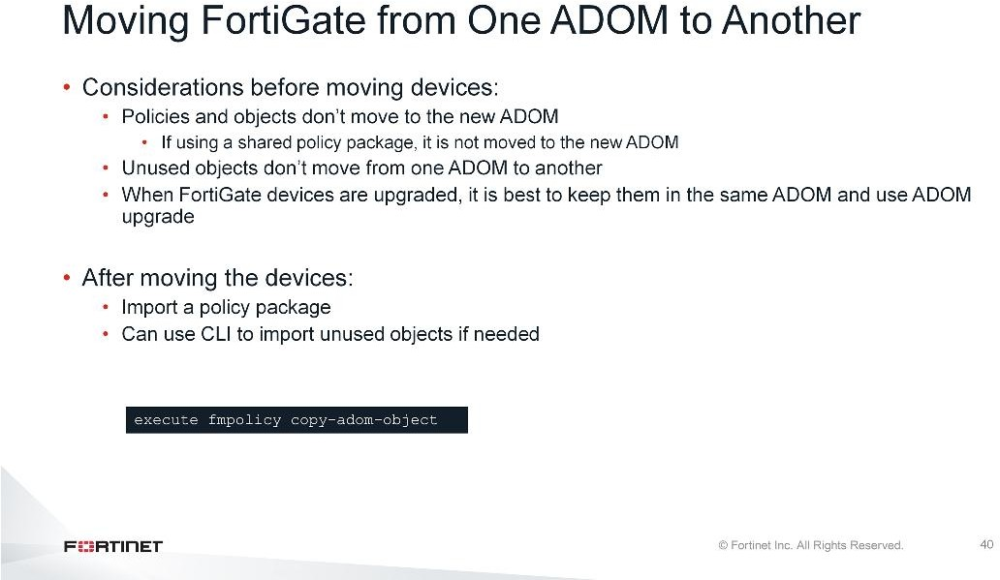 Moving FortiGate from One ADOM to Another
• Considerations before moving devices:
• Policies and objects don't move to the new ADOM
• If using a shared policy package, it is not moved to the new ADOM
• Unused objects don't move from one ADOM to another
• When FortiGate devices are upgraded, it is best to keep them in the same ADOM and use ADOM
upgrade
• After moving the devices:
• Import a policy package
• Can use CLI to import unused objects if needed
execute fmpolicy copy-adom-object
FORTINET
© Fortinet Inc. All Rights Reserved.
40